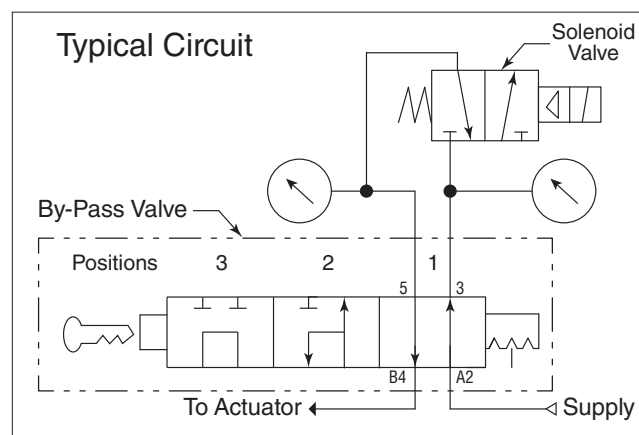 Typical Circuit
Solenoid
Valve
By-Pass Valve
Positions 3 2 1
5 3
B4 A2
To Actuator
Supply